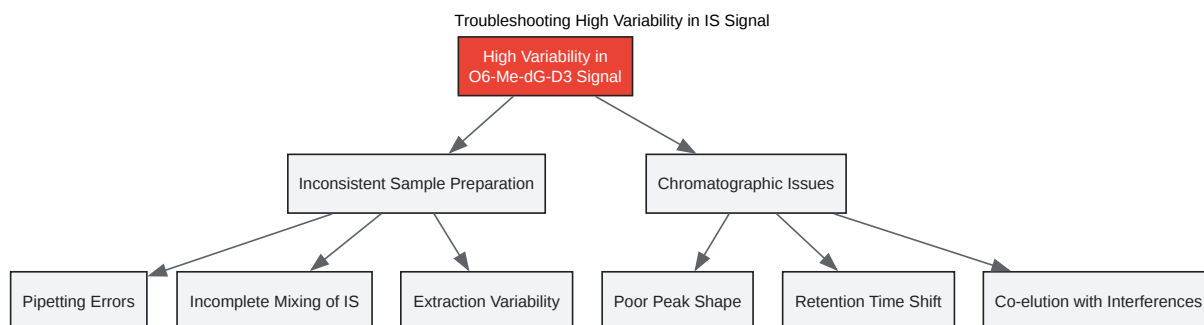 Troubleshooting High Variability in IS Signal
High Variability in
O6-Me-dG-D3 Signal
Inconsistent Sample Preparation
Chromatographic Issues
Pipetting Errors
Incomplete Mixing of IS
Extraction Variability
Poor Peak Shape
Retention Time Shift
Co-elution with Interferences